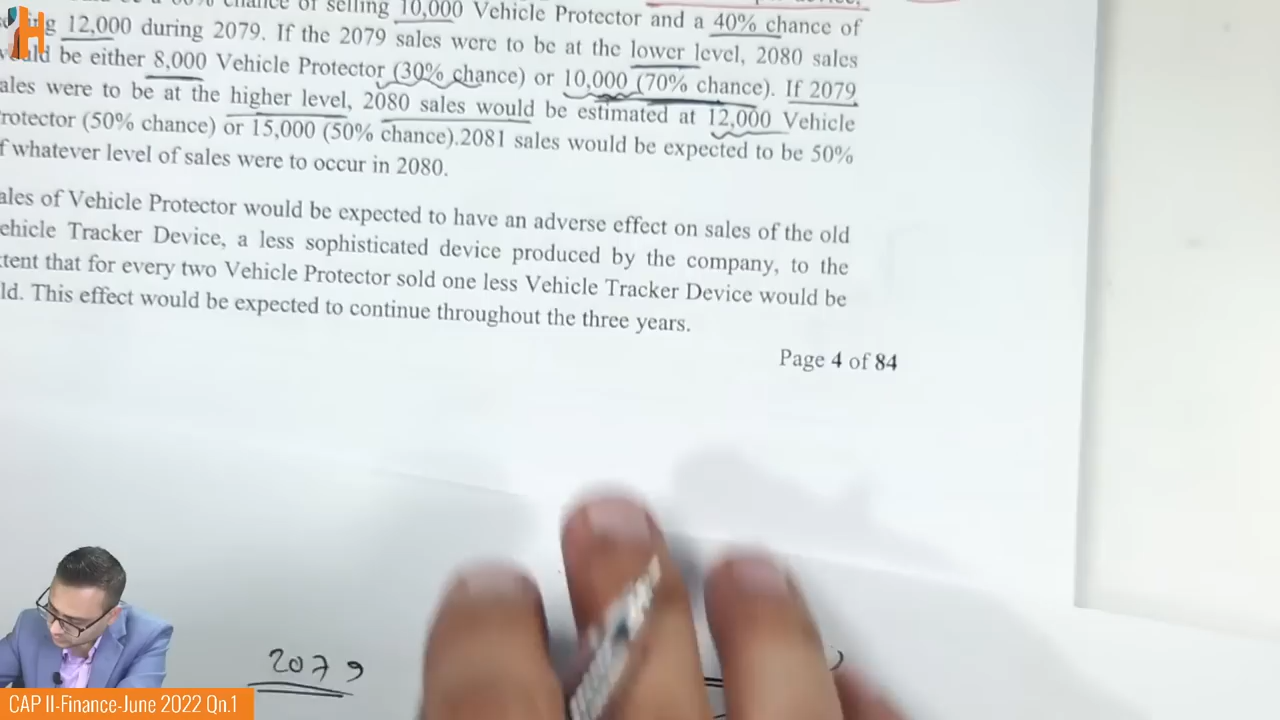 chance of selling 10,000 Vehicle Protector and a 40% chance of
12,000 during 2079. If the 2079 sales were to be at the lower level, 2080 sales
be either 8,000 Vehicle Protector (30% chance) or 10,000 (70% chance). If 2079
ales were to be at the higher level, 2080 sales would be estimated at 12,000 Vehicle
rotector (50% chance) or 15,000 (50% chance).2081 sales would be expected to be 50%
f whatever level of sales were to occur in 2080.
ales of Vehicle Protector would be expected to have an adverse effect on sales of the old
ehicle Tracker Device, a less sophisticated device produced by the company, to the
tent that for every two Vehicle Protector sold one less Vehicle Tracker Device would be
ld. This effect would be expected to continue throughout the three years.
Page 4 of 84
2079
CAP II-Finance-June 2022 Qn.1